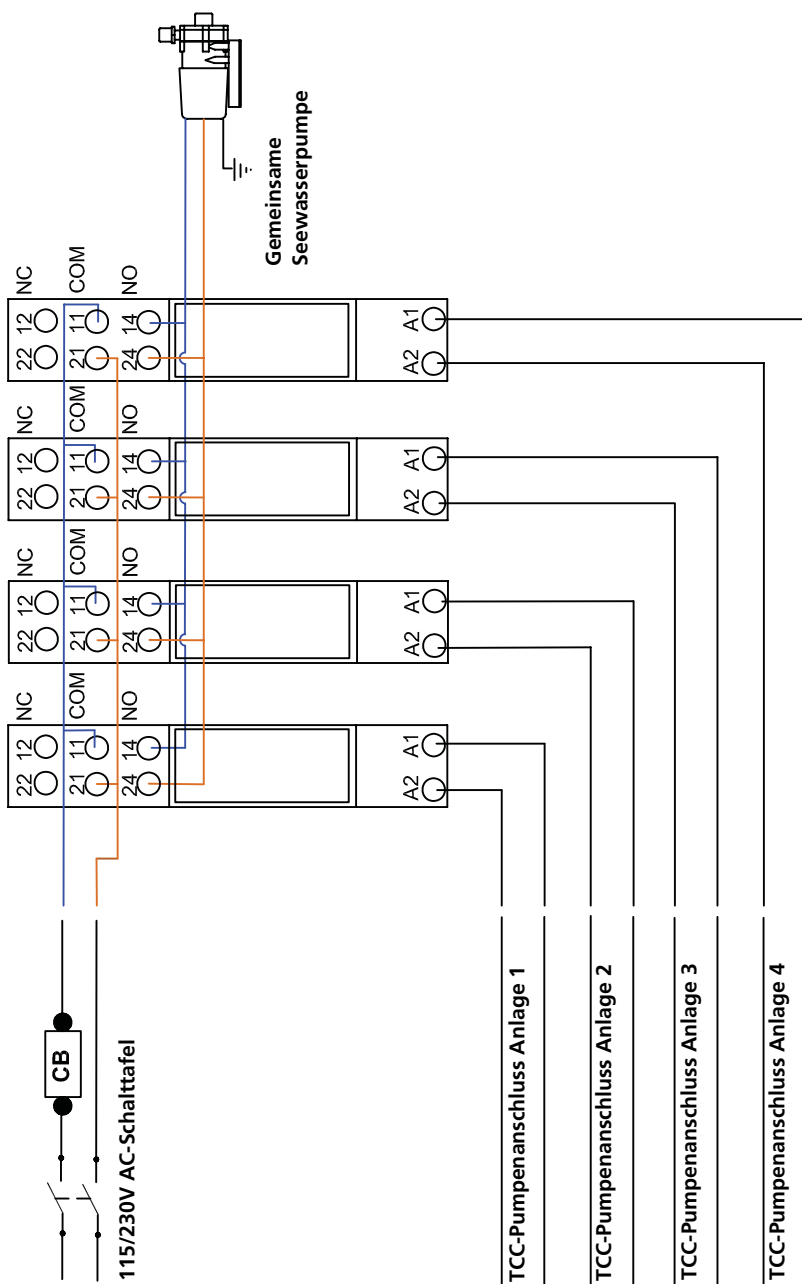 Gemeinsame
Seewasserpumpe
NC
COM
NO
12
22
11
21
14
24
A1
A2
NC
COM
NO
12
22
11
21
14
24
A1
A2
NC
COM
NO
12
22
11
21
14
24
A1
A2
NC
COM
NO
12
22
11
21
14
24
A1
A2
CB
115/230V AC-Schalttafel
TCC-Pumpenanschluss Anlage 1
TCC-Pumpenanschluss Anlage 2
TCC-Pumpenanschluss Anlage 3
TCC-Pumpenanschluss Anlage 4